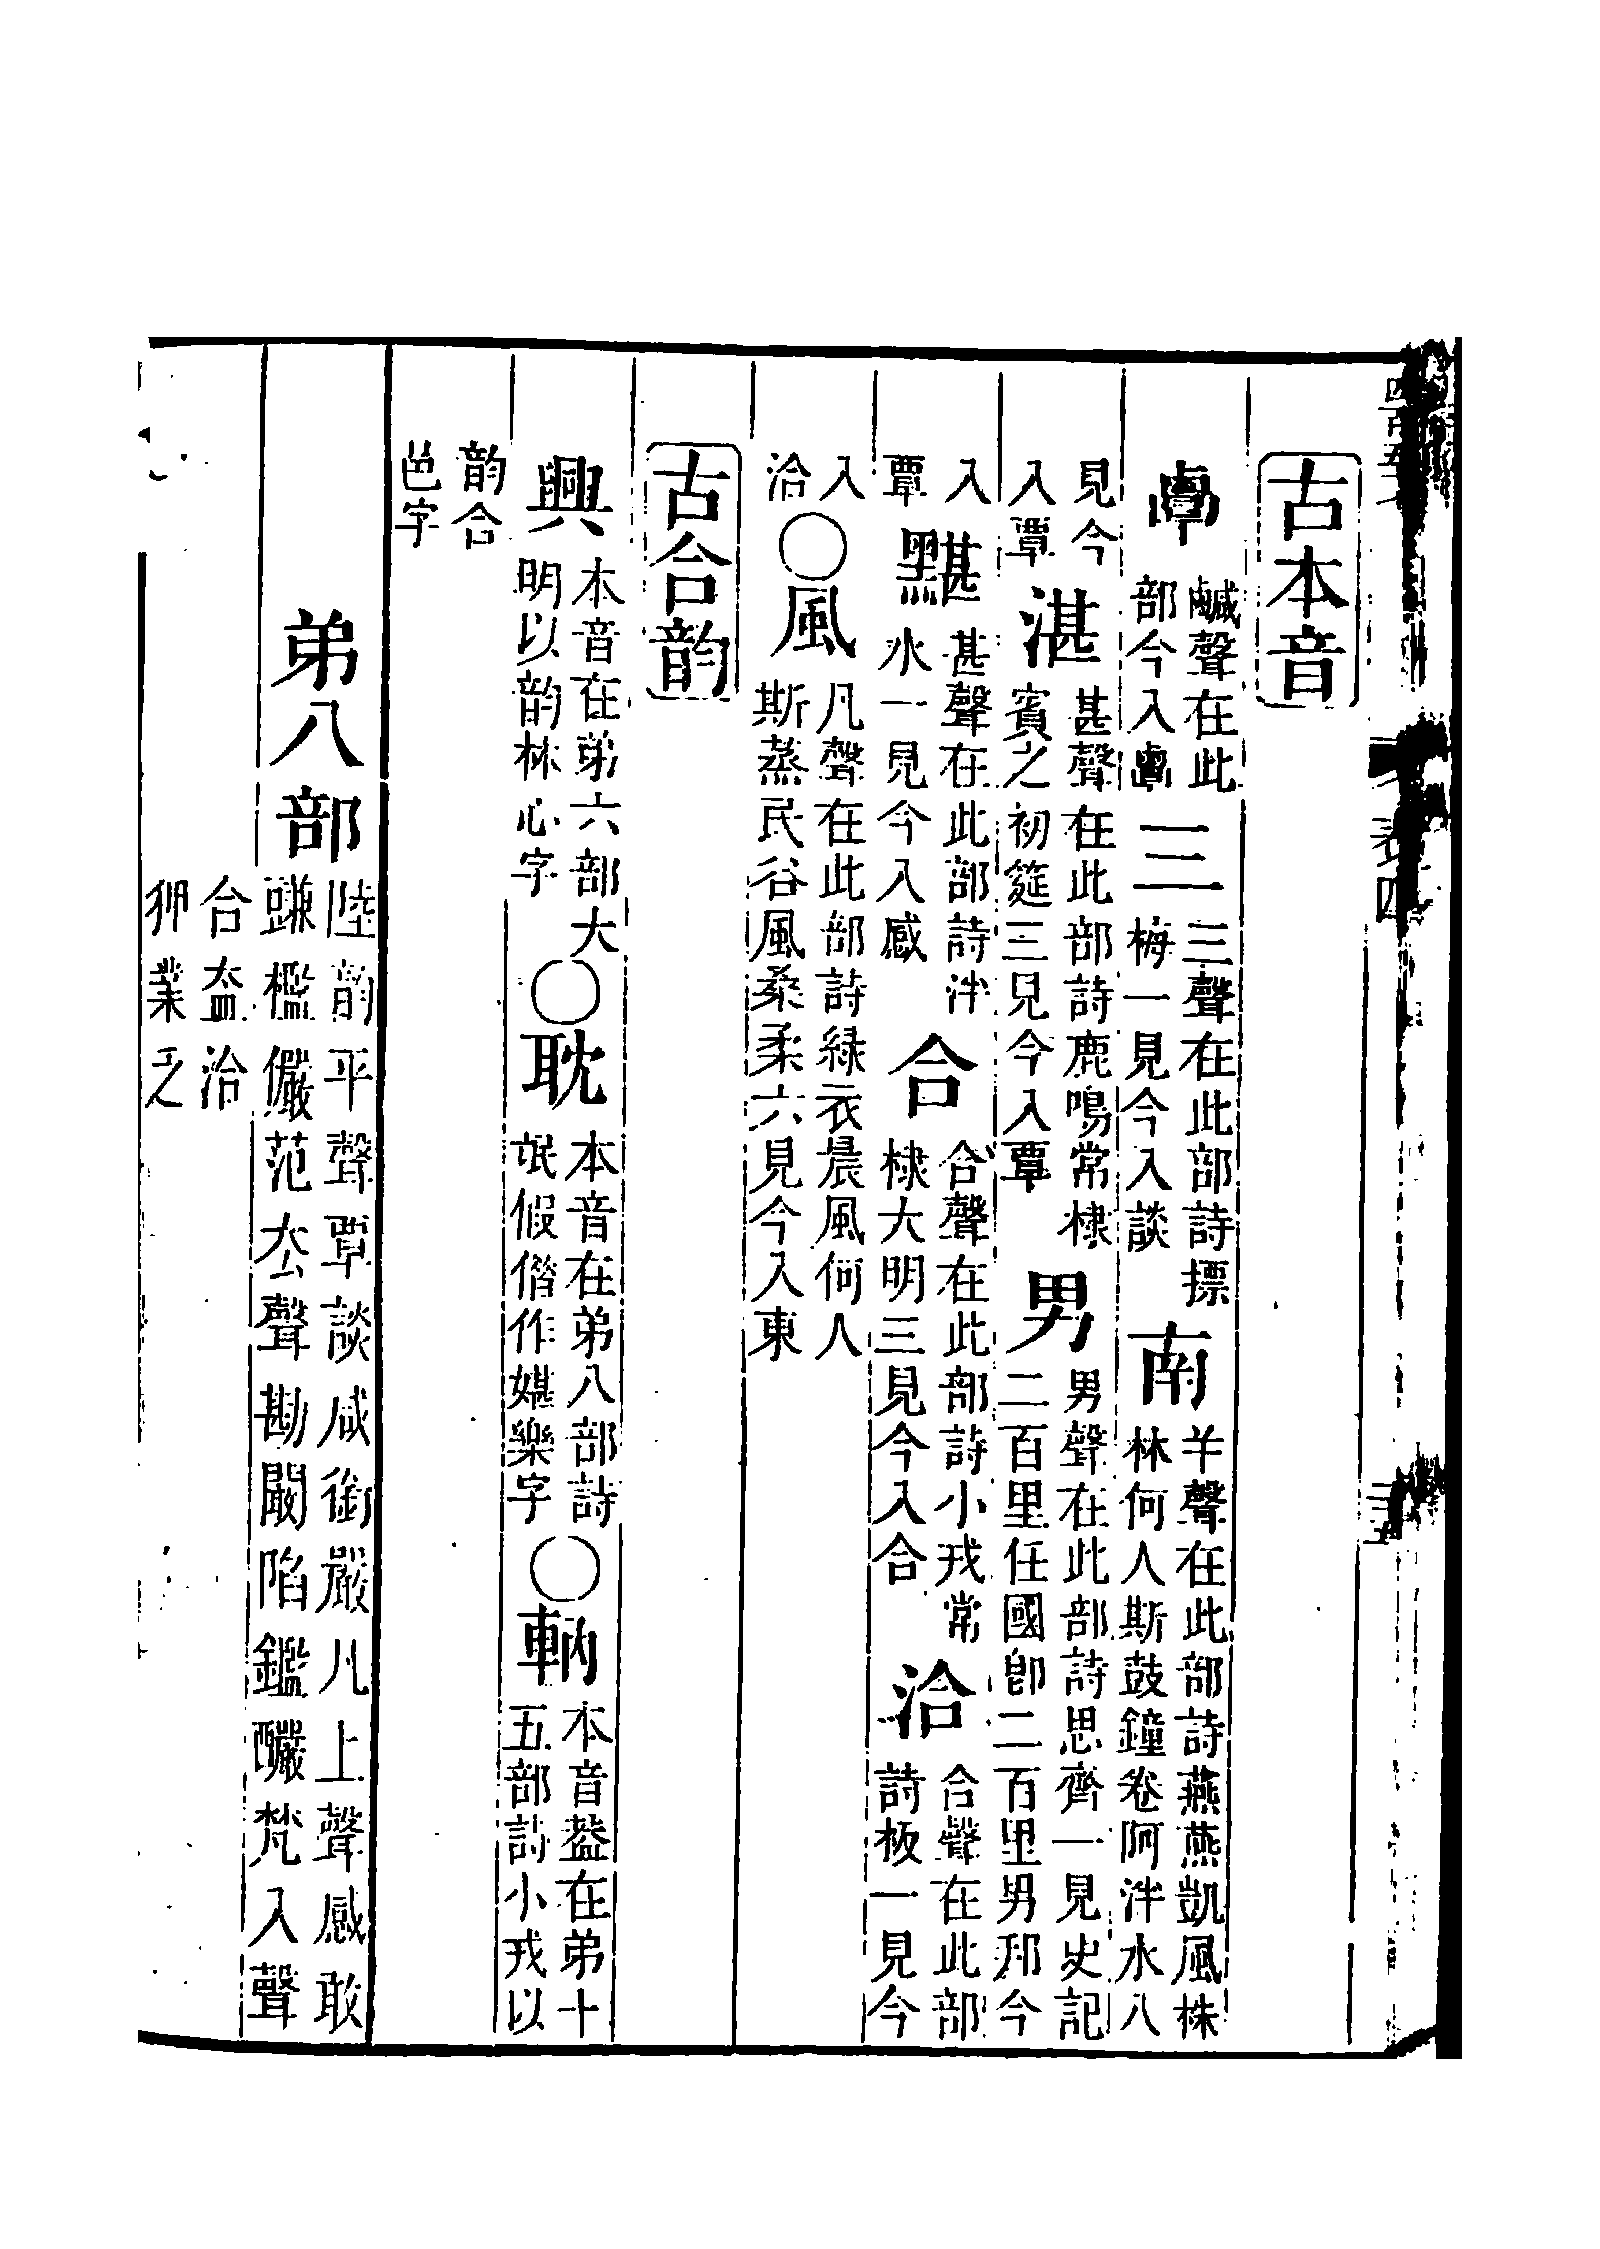 古本音
鹹聲在此部今入 三三聲在此部詩摽梅一見今入談 南𢆉聲在此部詩燕燕凱風株林何人斯鼓鐘卷阿泮水八
見今入覃 湛甚聲在此部詩鹿鳴常棣賓之初筵三見今入覃 男男聲在此部詩思齊一見史記二百里任國卽二百里男邦今
入覃 黮甚聲在此部詩泮水一見今入感 合合聲在此部詩小戎常棣大明三見今入合 洽合聲在此部詩板一見今
入洽〇風凡聲在此部詩綠衣晨風何人斯蒸民谷風桑柔六見今入東
古合韵
興本音在弟六部大明以韵林心字〇耽本音在弟八部詩氓假偕作媅樂字〇軜本音葢在弟十五部詩小戎以
韵合邑字
弟八部陸韵平聲覃談咸銜嚴凡上聲感敢豏檻儼范厺聲勘闞陷鑑釅梵入聲
合盍洽狎業乏